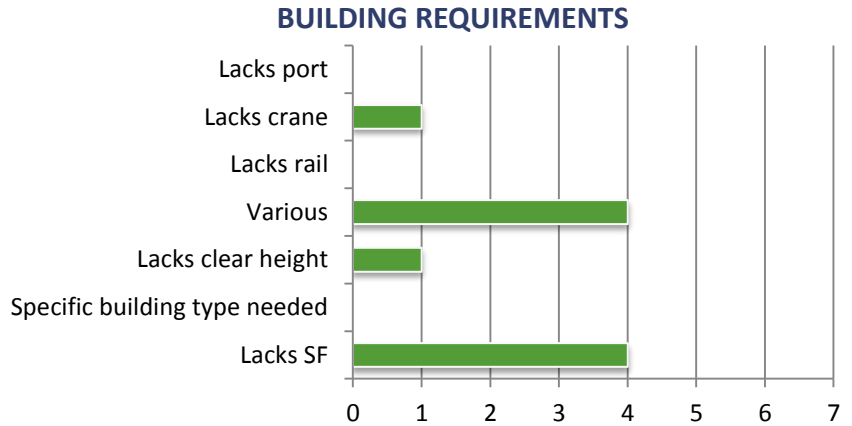 BUILDING REQUIREMENTS
Lacks port
Lacks crane
Lacks rail
Various
Lacks clear height
Specific building type needed
Lacks SF
0 1 2 3 4 5 6 7